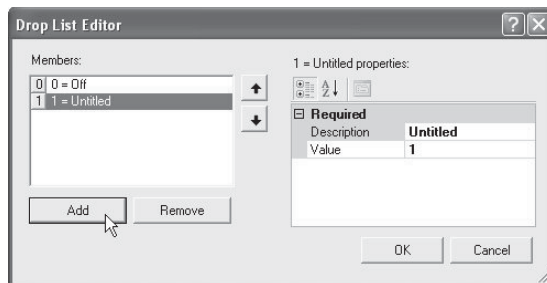 Drop List Editor
Members:
0 0 = Off
1 1 = Untitled
Add Remove
1 = Untitled properties:
Required
Description Untitled
Value 1
OK Cancel